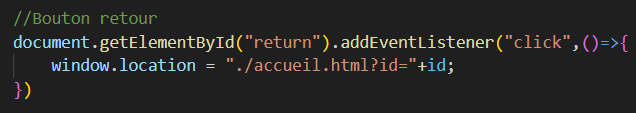 //Bouton retour
document.getElementById("return").addEventListener("click",()=>{
    window.location = "./accueil.html?id="+id;
})